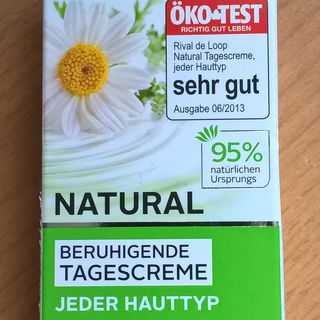 ÖKO TEST
RICHTIG GUT LEBEN
Rival de Loop
Natural Tagescreme,
jeder Hauttyp
sehr gut
Ausgabe 06/2013
95%
natürlichen
Ursprungs
NATURAL
BERUHIGENDE
TAGESCREME
JEDER HAUTTYP